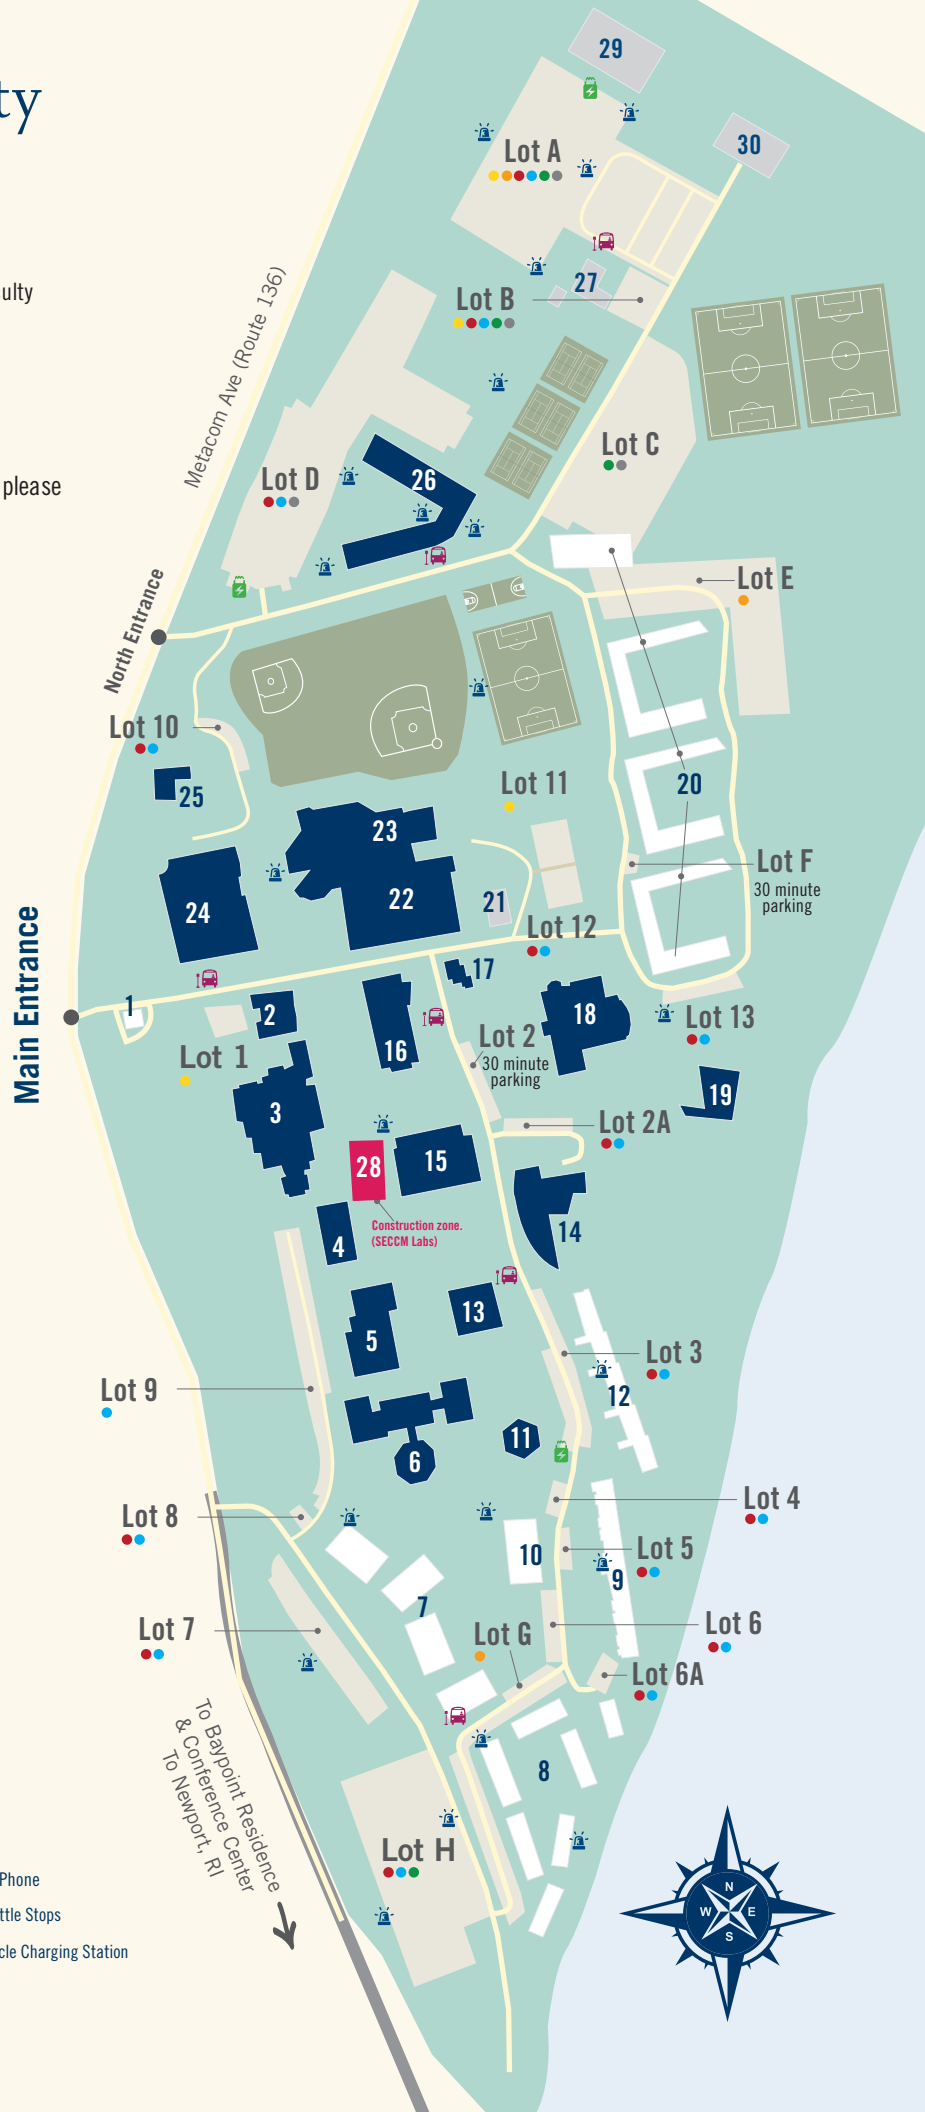 ty
ulty
please
29
30
Lot A
27
Lot B
Metacom Ave (Route 136)
Lot C
Lot D
26
Lot E
North Entrance
Lot 10
25
Lot 11
20
23
Lot F
30 minute
parking
24
22
21
Lot 12
Main Entrance
17
1
2
18
Lot 13
16
Lot 2
30 minute
parking
Lot 1
3
19
Lot 2A
28
15
Construction zone.
(SECCM Labs)
4
14
5
13
Lot 3
12
Lot 9
11
6
Lot 4
Lot 8
10
Lot 5
9
7
Lot 7
Lot G
Lot 6
Lot 6A
To Baypoint Residence
& Conference Center
To Newport, RI
8
Lot H
Phone
ttle Stops
cle Charging Station
N
W
E
S